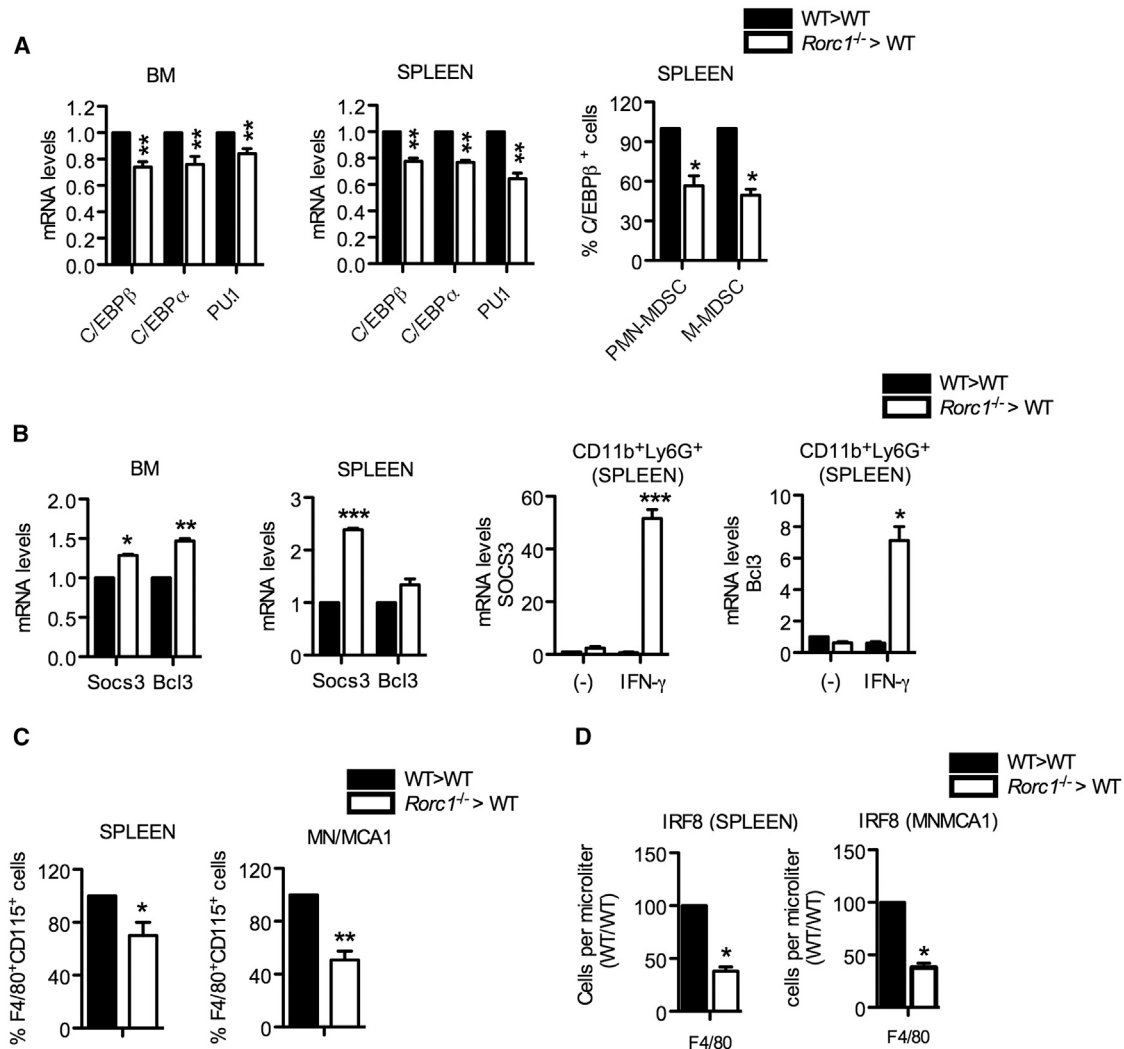 WT>WT
Rorc1-/- > WT
A
BM
mRNA levels
1.2
1.0
0.8
0.6
0.4
0.2
0.0
** ** **
C/EBPβ C/EBPα PU.1
SPLEEN
mRNA levels
1.2
1.0
0.8
0.6
0.4
0.2
0.0
** ** **
C/EBPβ C/EBPα PU.1
SPLEEN
% C/EBPβ + cells
120
90
60
30
0
* *
PMN-MDSC M-MDSC
WT>WT
Rorc1-/- > WT
B
BM
mRNA levels
2.0
1.5
1.0
0.5
0.0
* **
Socs3 Bcl3
SPLEEN
mRNA levels
3
2
1
0
***
Socs3 Bcl3
CD11b+Ly6G+
(SPLEEN)
mRNA levels
SOCS3
60
40
20
0
***
(-) IFN-γ
CD11b+Ly6G+
(SPLEEN)
mRNA levels
Bcl3
10
8
6
4
2
0
*
(-) IFN-γ
C
WT>WT
Rorc1-/- > WT
SPLEEN
% F4/80+CD115+ cells
120
80
40
0
*
MN/MCA1
% F4/80+CD115+ cells
120
80
40
0
**
D
WT>WT
Rorc1-/- > WT
IRF8 (SPLEEN)
Cells per microliter
(WT/WT)
150
100
50
0
*
F4/80
IRF8 (MNMCA1)
cells per microliter
(WT/WT)
150
100
50
0
*
F4/80